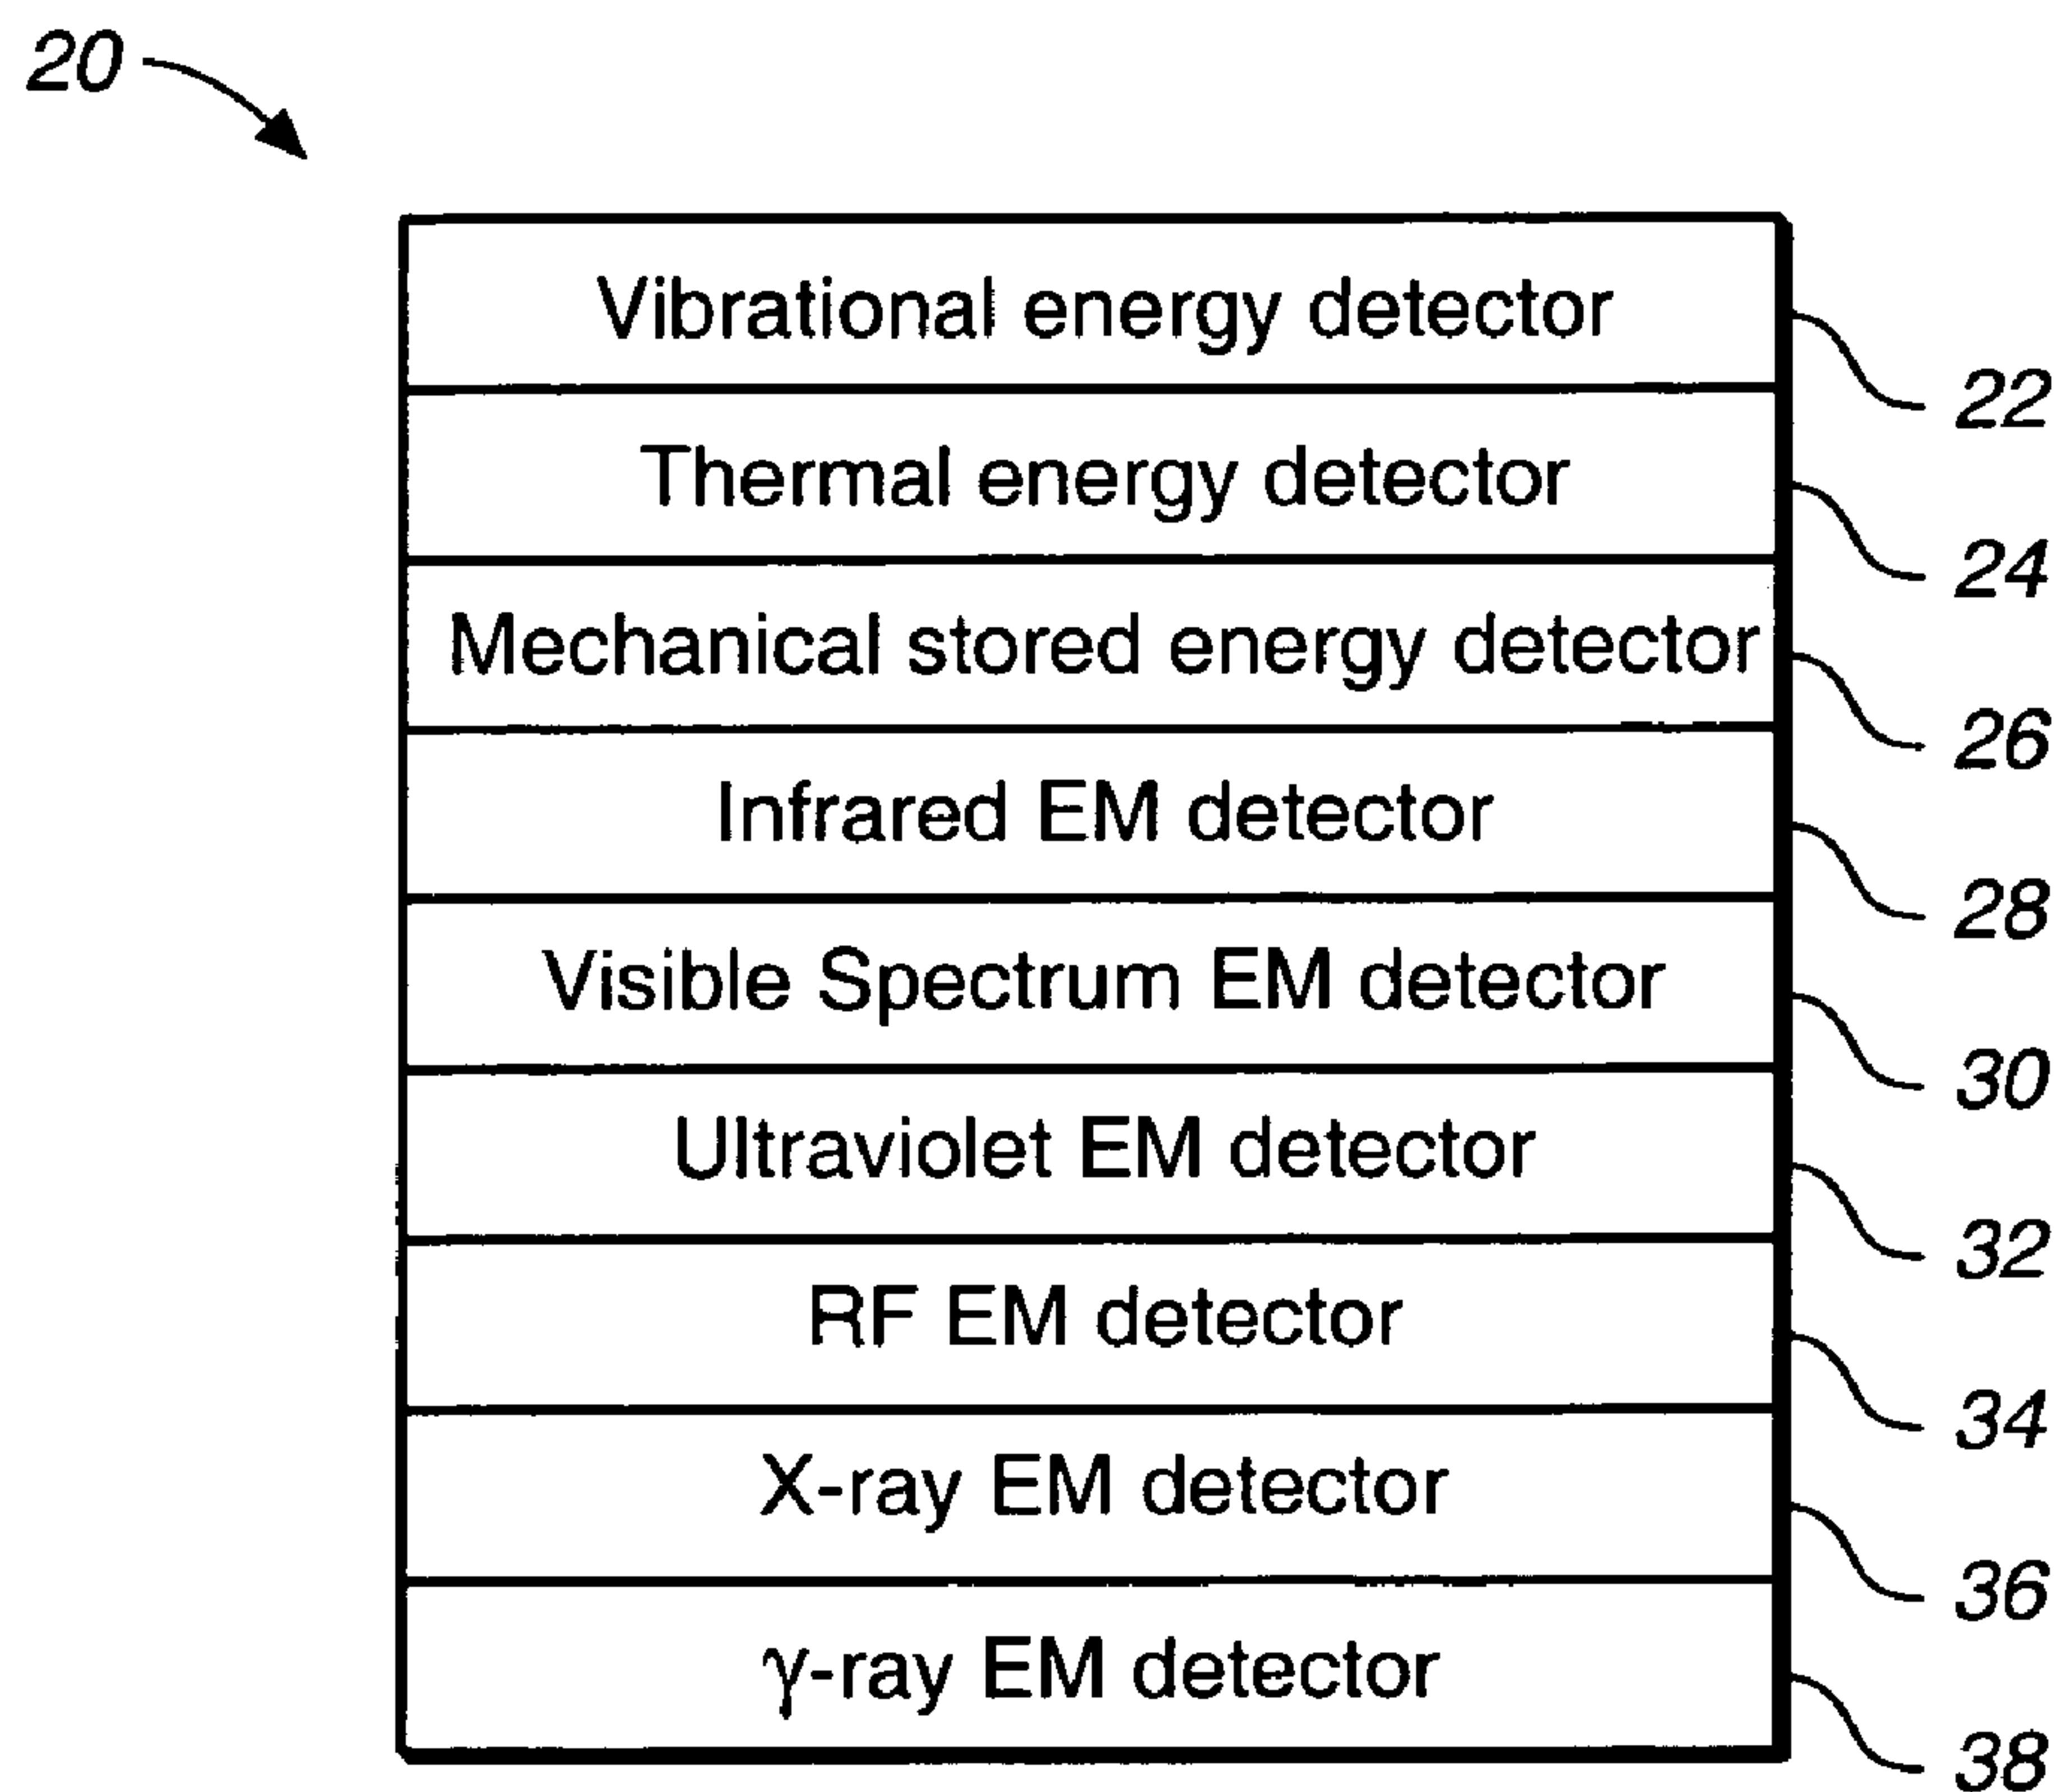 20
Vibrational energy detector
22
Thermal energy detector
24
Mechanical stored energy detector
26
Infrared EM detector
28
Visible Spectrum EM detector
30
Ultraviolet EM detector
32
RF EM detector
34
X-ray EM detector
36
γ-ray EM detector
38